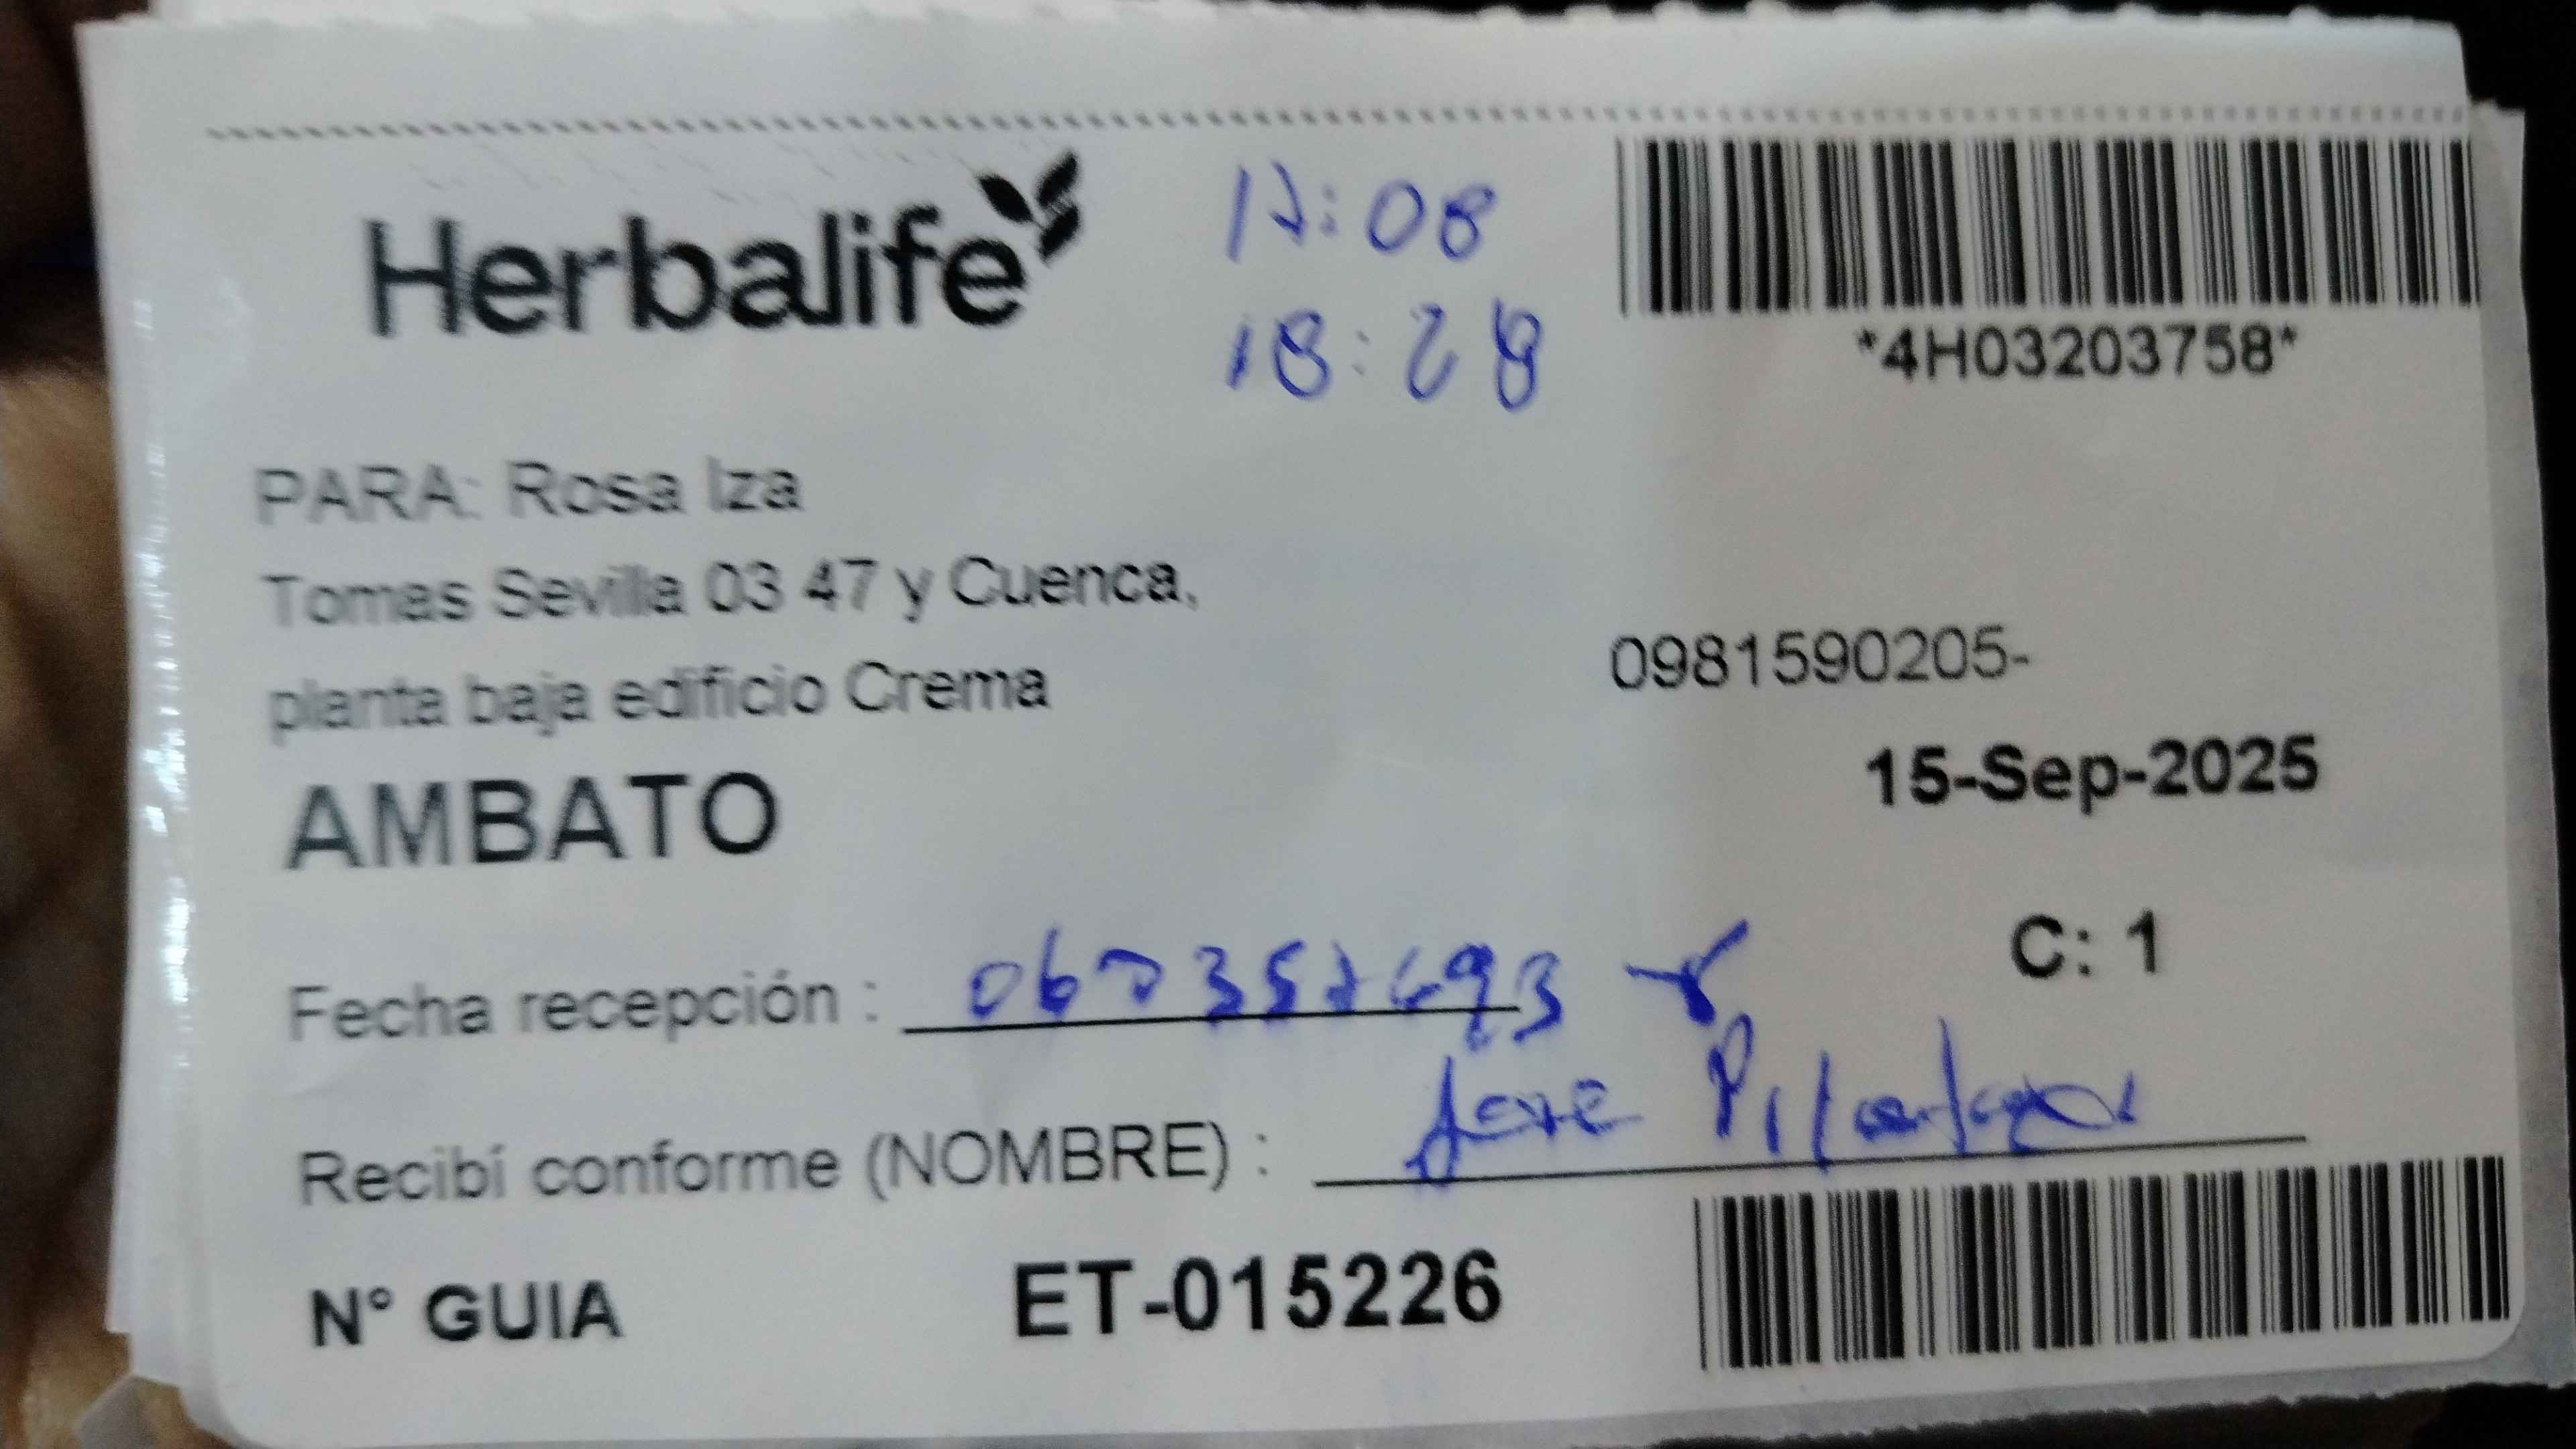 Herbalife
17:08
18:28
*4H03203758*
PARA: Rosa Iza
Tomas Sevilla 03 47 y Cuenca,
planta baja edificio Crema
0981590205-
AMBATO
15-Sep-2025
C: 1
Fecha recepción :
Recibí conforme (NOMBRE) : Jose
N° GUIA ET-015226